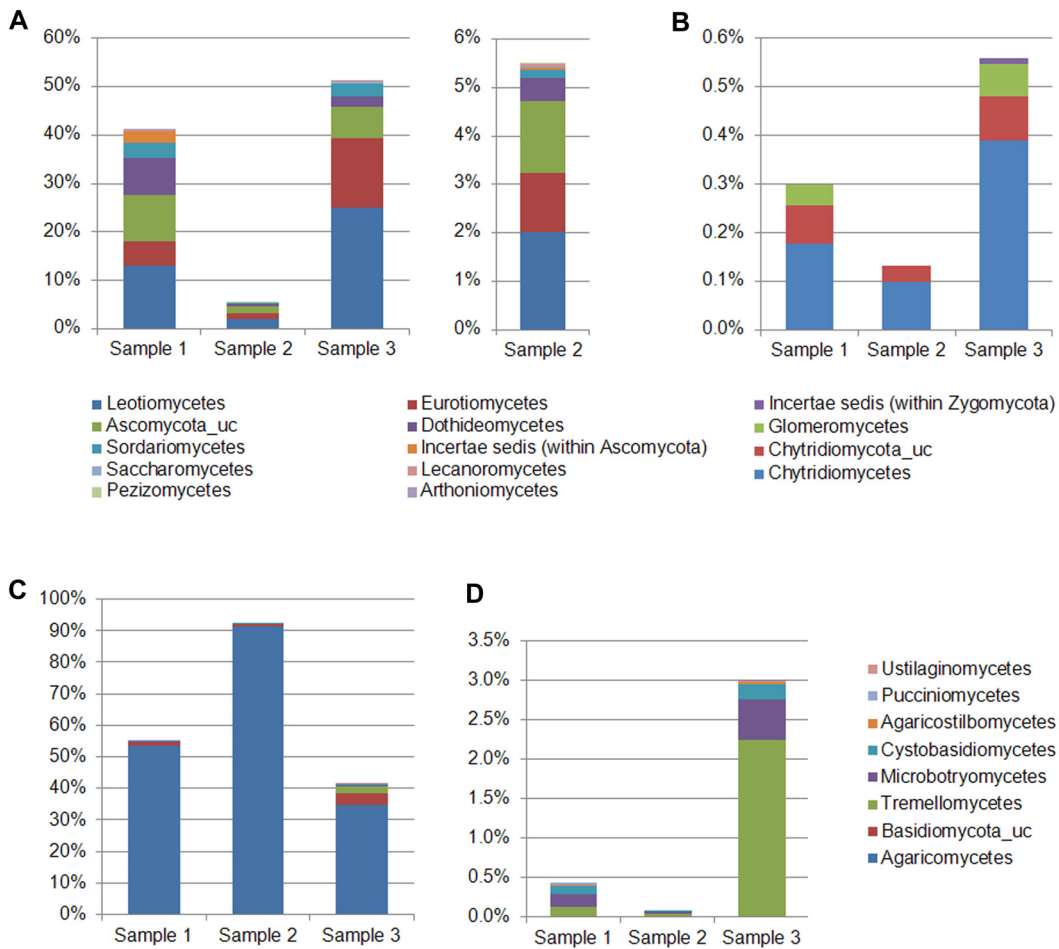 A
60%
50%
40%
30%
20%
10%
0%
Sample 1 Sample 2 Sample 3
6%
5%
4%
3%
2%
1%
0%
Sample 2
B
0.6%
0.5%
0.4%
0.3%
0.2%
0.1%
0.0%
Sample 1 Sample 2 Sample 3
Leotiomycetes Eurotiomycetes
Ascomycota_uc Dothideomycetes
Sordariomycetes Incertae sedis (within Ascomycota)
Saccharomycetes Lecanoromycetes
Pezizomycetes Arthoniomycetes
Incertae sedis (within Zygomycota)
Glomeromycetes
Chytridiomycota_uc
Chytridiomycetes
C
100%
90%
80%
70%
60%
50%
40%
30%
20%
10%
0%
Sample 1 Sample 2 Sample 3
D
3.5%
3.0%
2.5%
2.0%
1.5%
1.0%
0.5%
0.0%
Sample 1 Sample 2 Sample 3
Ustilaginomycetes
Pucciniomycetes
Agaricostilbomycetes
Cystobasidiomycetes
Microbotryomycetes
Tremellomycetes
Basidiomycota_uc
Agaricomycetes